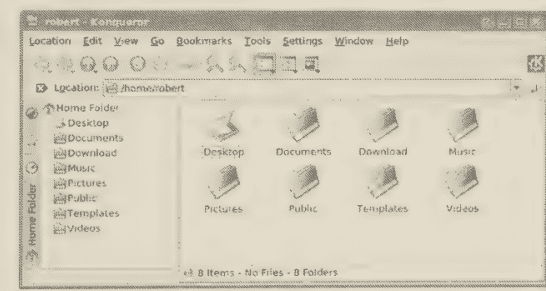 robert - Konqueror
Location Edit View Go Bookmarks Tools Settings Window Help
Location: /home/robert
Home Folder
Desktop
Documents
Download
Music
Pictures
Public
Templates
Videos
Home Folder
Desktop Documents Download Music
Pictures Public Templates Videos
8 Items - No Files - 8 Folders